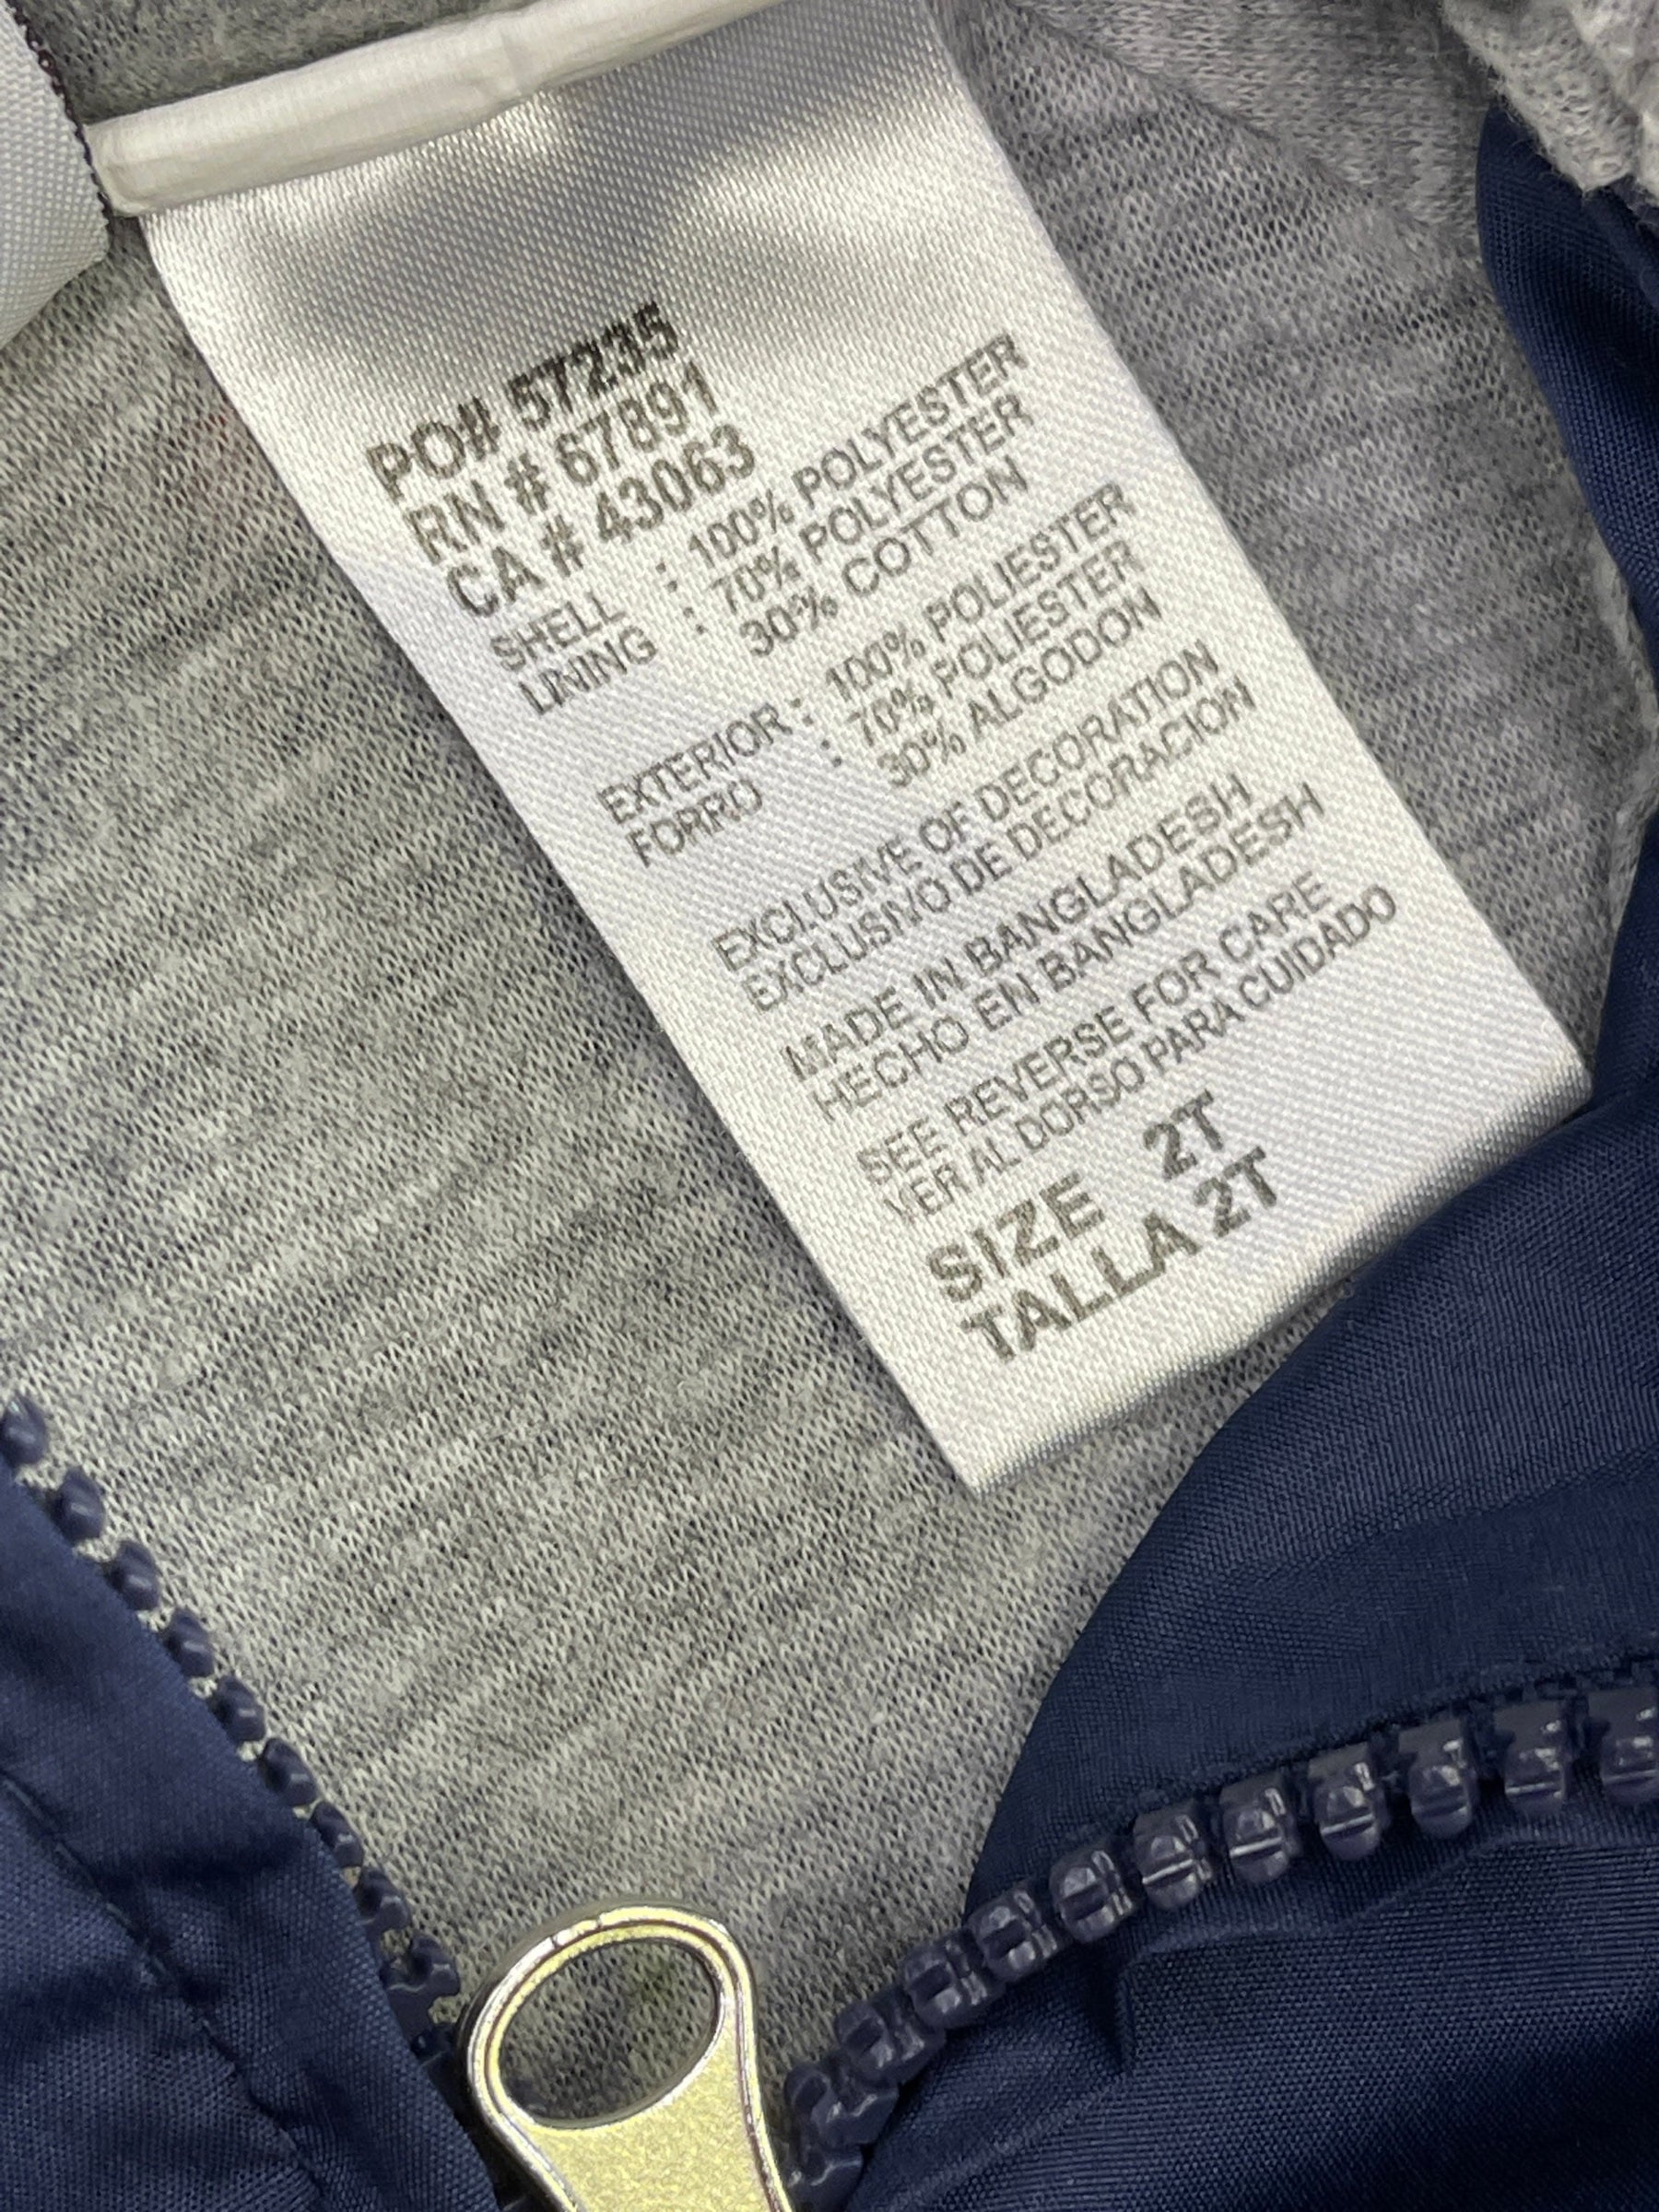 PO# 57235
RN # 67891
CA # 43063
SHELL : 100% POLYESTER
LINING : 70% POLYESTER
30% COTTON
EXTERIOR : 100% POLIESTER
FORRO : 70% POLIESTER
30% ALGODON
EXCLUSIVE OF DECORATION
EXCLUSIVO DE DECORACION
MADE IN BANGLADESH
HECHO EN BANGLADESH
SEE REVERSE FOR CARE
VER AL DORSO PARA CUIDADO
SIZE 2T
TALLA 2T